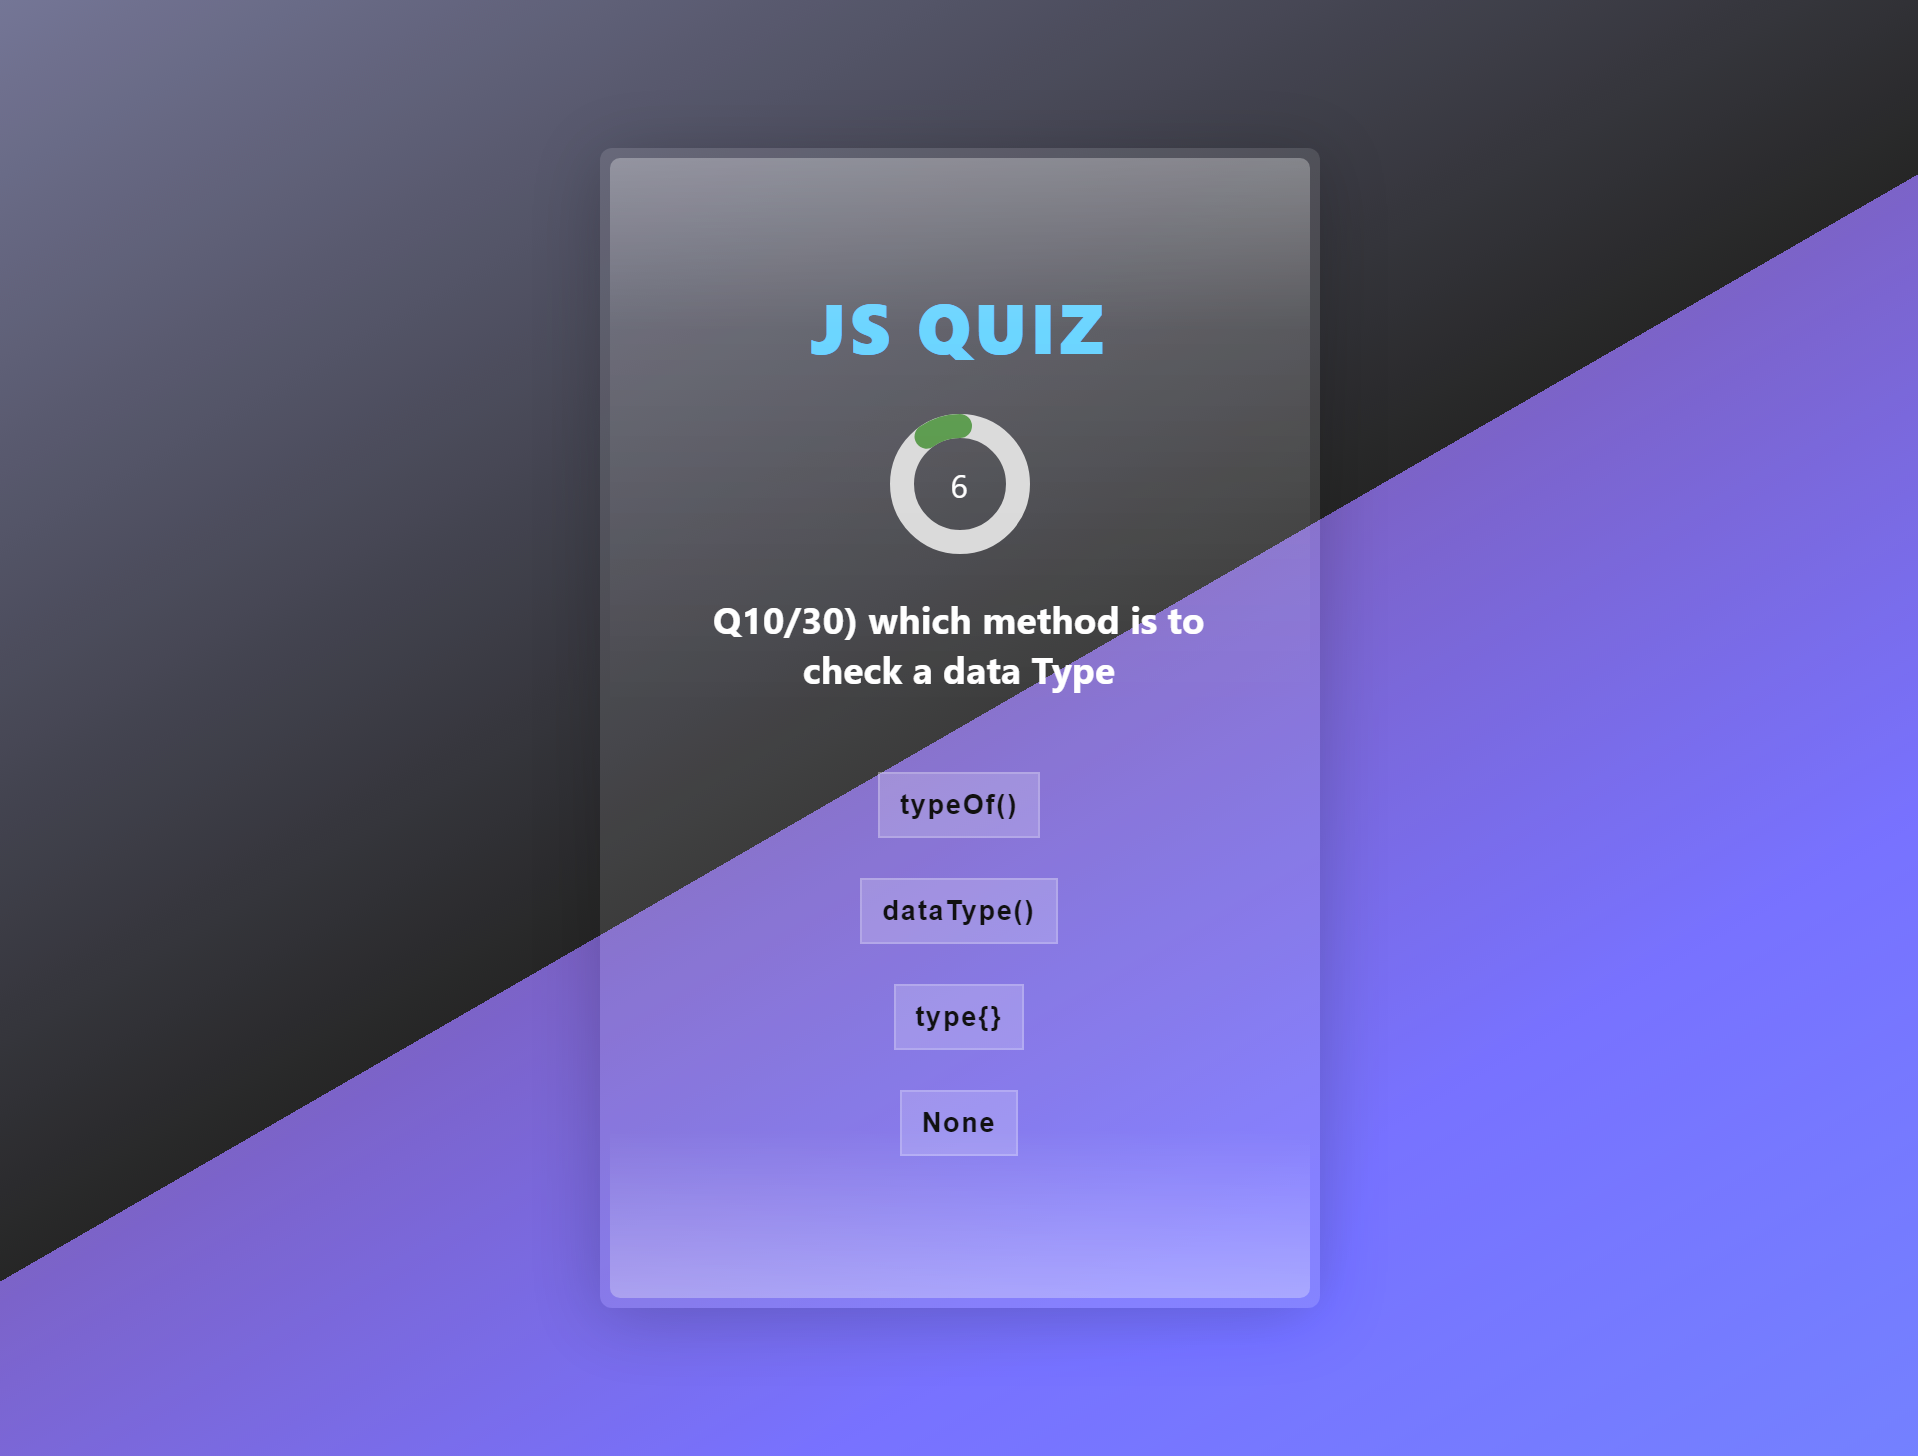 JS QUIZ
6
Q10/30) which method is to
check a data Type
typeOf()
dataType()
type{}
None